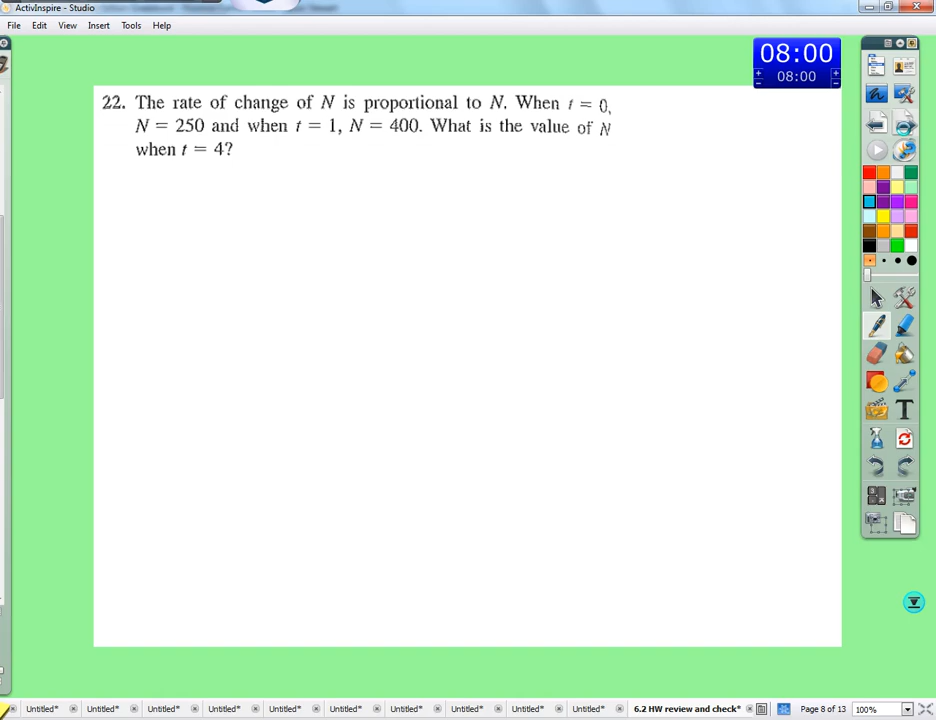 ActivInspire - Studio
File Edit View Insert Tools Help
08:00
08:00
22. The rate of change of N is proportional to N. When t = 0,
N = 250 and when t = 1, N = 400. What is the value of N
when t = 4?
T
Untitled* Untitled* Untitled* Untitled* Untitled* Untitled* Untitled* Untitled* Untitled* Untitled* 6.2 HW review and check* Page 8 of 13 100%